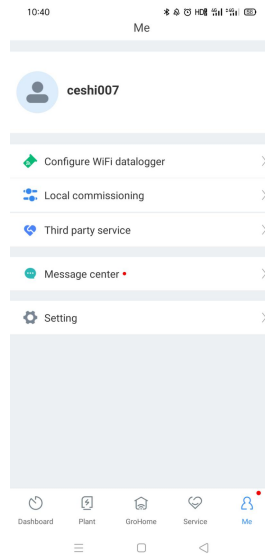 10:40
Me
ceshi007
Configure WiFi datalogger
Local commissioning
Third party service
Message center
Setting
Dashboard Plant GroHome Service Me